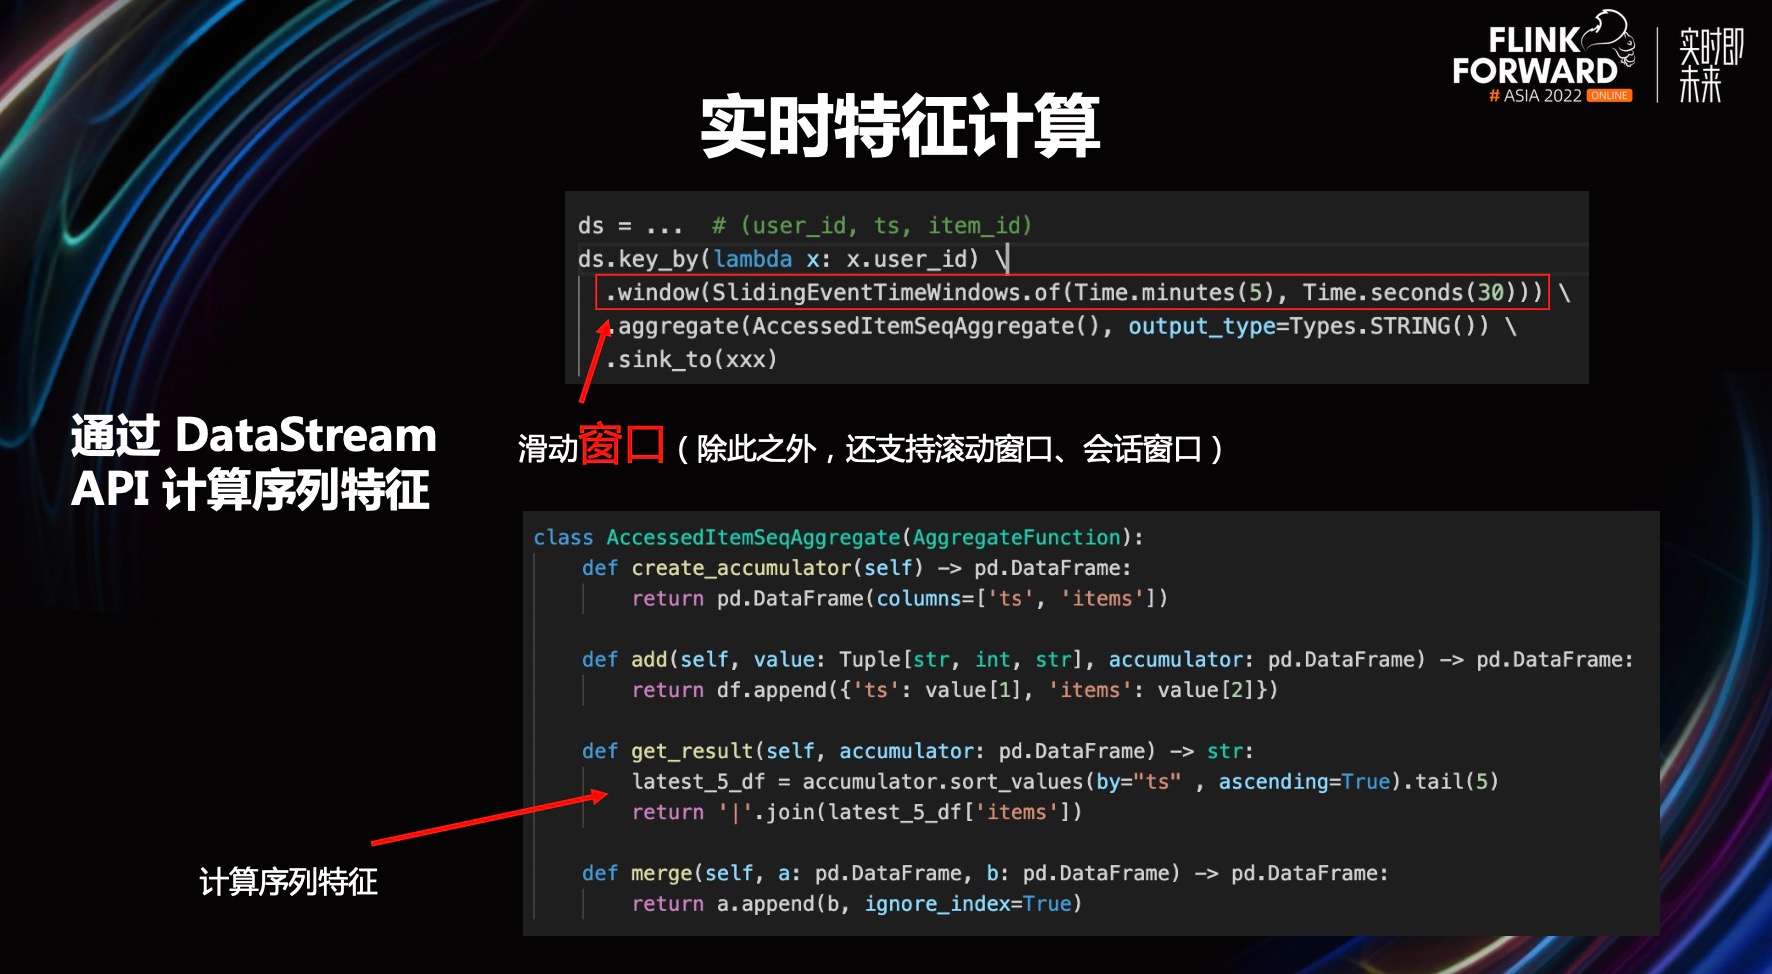 FLINK
FORWARD
# ASIA 2022 ONLINE
实时即
未来
实时特征计算
ds = ...  # (user_id, ts, item_id)
ds.key_by(lambda x: x.user_id) \
.window(SlidingEventTimeWindows.of(Time.minutes(5), Time.seconds(30))) \
.aggregate(AccessedItemSeqAggregate(), output_type=Types.STRING()) \
.sink_to(xxx)
通过 DataStream
API 计算序列特征
滑动窗口（除此之外，还支持滚动窗口、会话窗口）
class AccessedItemSeqAggregate(AggregateFunction):
def create_accumulator(self) -> pd.DataFrame:
return pd.DataFrame(columns=['ts', 'items'])
def add(self, value: Tuple[str, int, str], accumulator: pd.DataFrame) -> pd.DataFrame:
return df.append({'ts': value[1], 'items': value[2]})
def get_result(self, accumulator: pd.DataFrame) -> str:
latest_5_df = accumulator.sort_values(by="ts" , ascending=True).tail(5)
return '|'.join(latest_5_df['items'])
计算序列特征
def merge(self, a: pd.DataFrame, b: pd.DataFrame) -> pd.DataFrame:
return a.append(b, ignore_index=True)